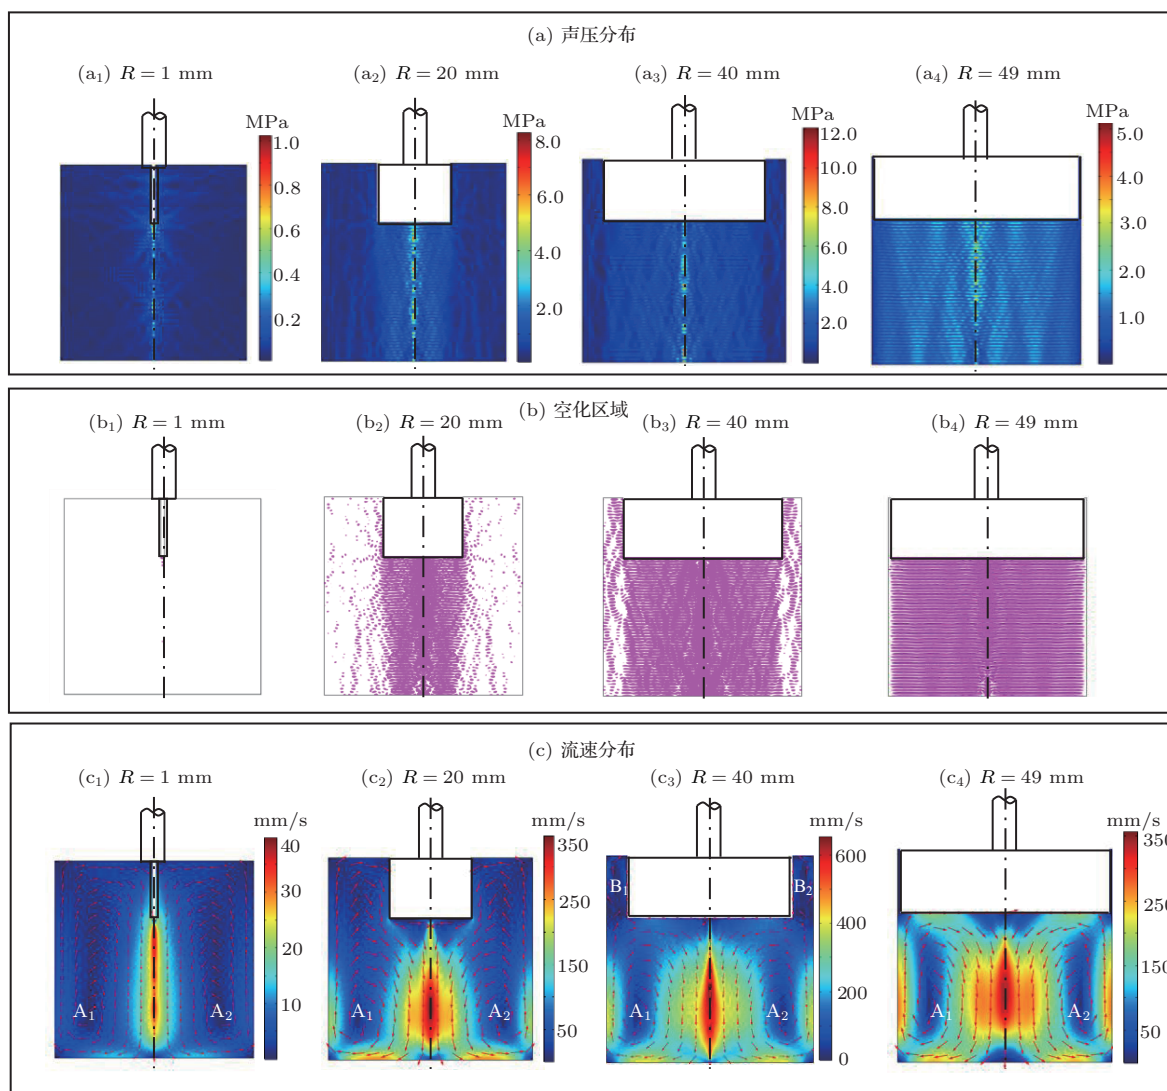 (a) 声压分布
(a₁) R = 1 mm
(a₂) R = 20 mm
(a₃) R = 40 mm
(a₄) R = 49 mm
MPa
1.0
0.8
0.6
0.4
0.2
MPa
8.0
6.0
4.0
2.0
MPa
12.0
10.0
8.0
6.0
4.0
2.0
MPa
5.0
4.0
3.0
2.0
1.0
(b) 空化区域
(b₁) R = 1 mm
(b₂) R = 20 mm
(b₃) R = 40 mm
(b₄) R = 49 mm
(c) 流速分布
(c₁) R = 1 mm
(c₂) R = 20 mm
(c₃) R = 40 mm
(c₄) R = 49 mm
mm/s
40
30
20
10
A₁
A₂
mm/s
350
250
150
50
A₁
A₂
mm/s
600
400
200
0
B₁
B₂
A₁
A₂
mm/s
350
250
150
50
A₁
A₂